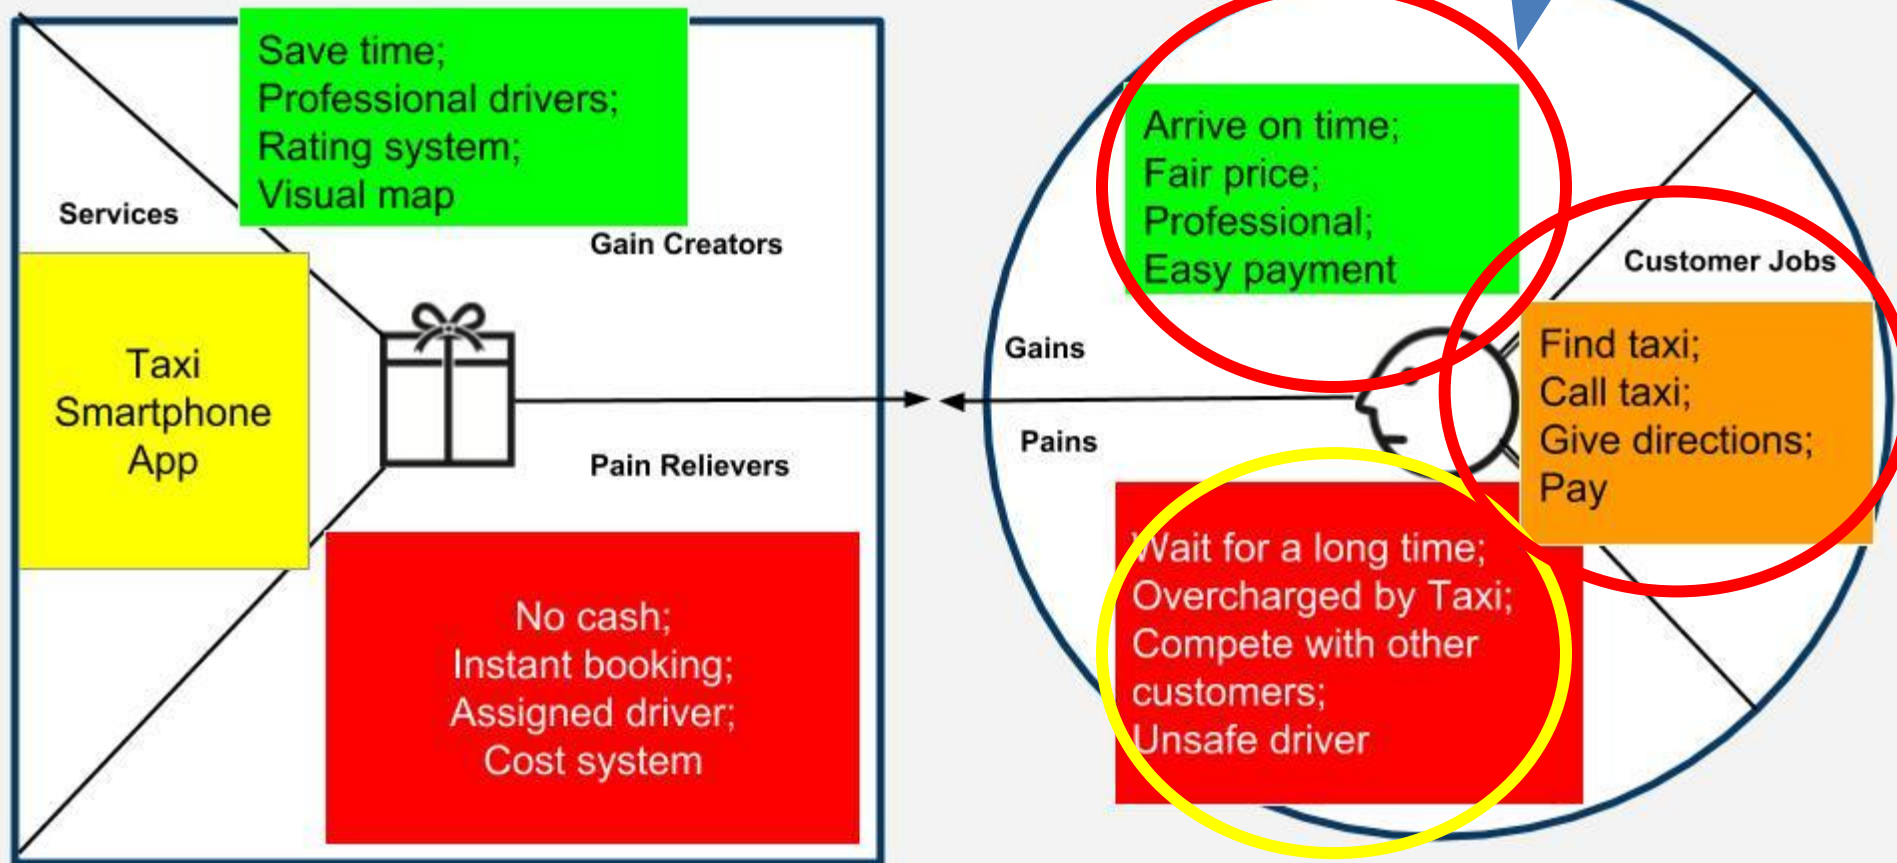 Save time;
Professional drivers;
Rating system;
Visual map
Services
Gain Creators
Taxi
Smartphone
App
Pain Relievers
No cash;
Instant booking;
Assigned driver;
Cost system
Arrive on time;
Fair price;
Professional;
Easy payment
Customer Jobs
Gains
Find taxi;
Call taxi;
Give directions;
Pay
Pains
Wait for a long time;
Overcharged by Taxi;
Compete with other
customers;
Unsafe driver